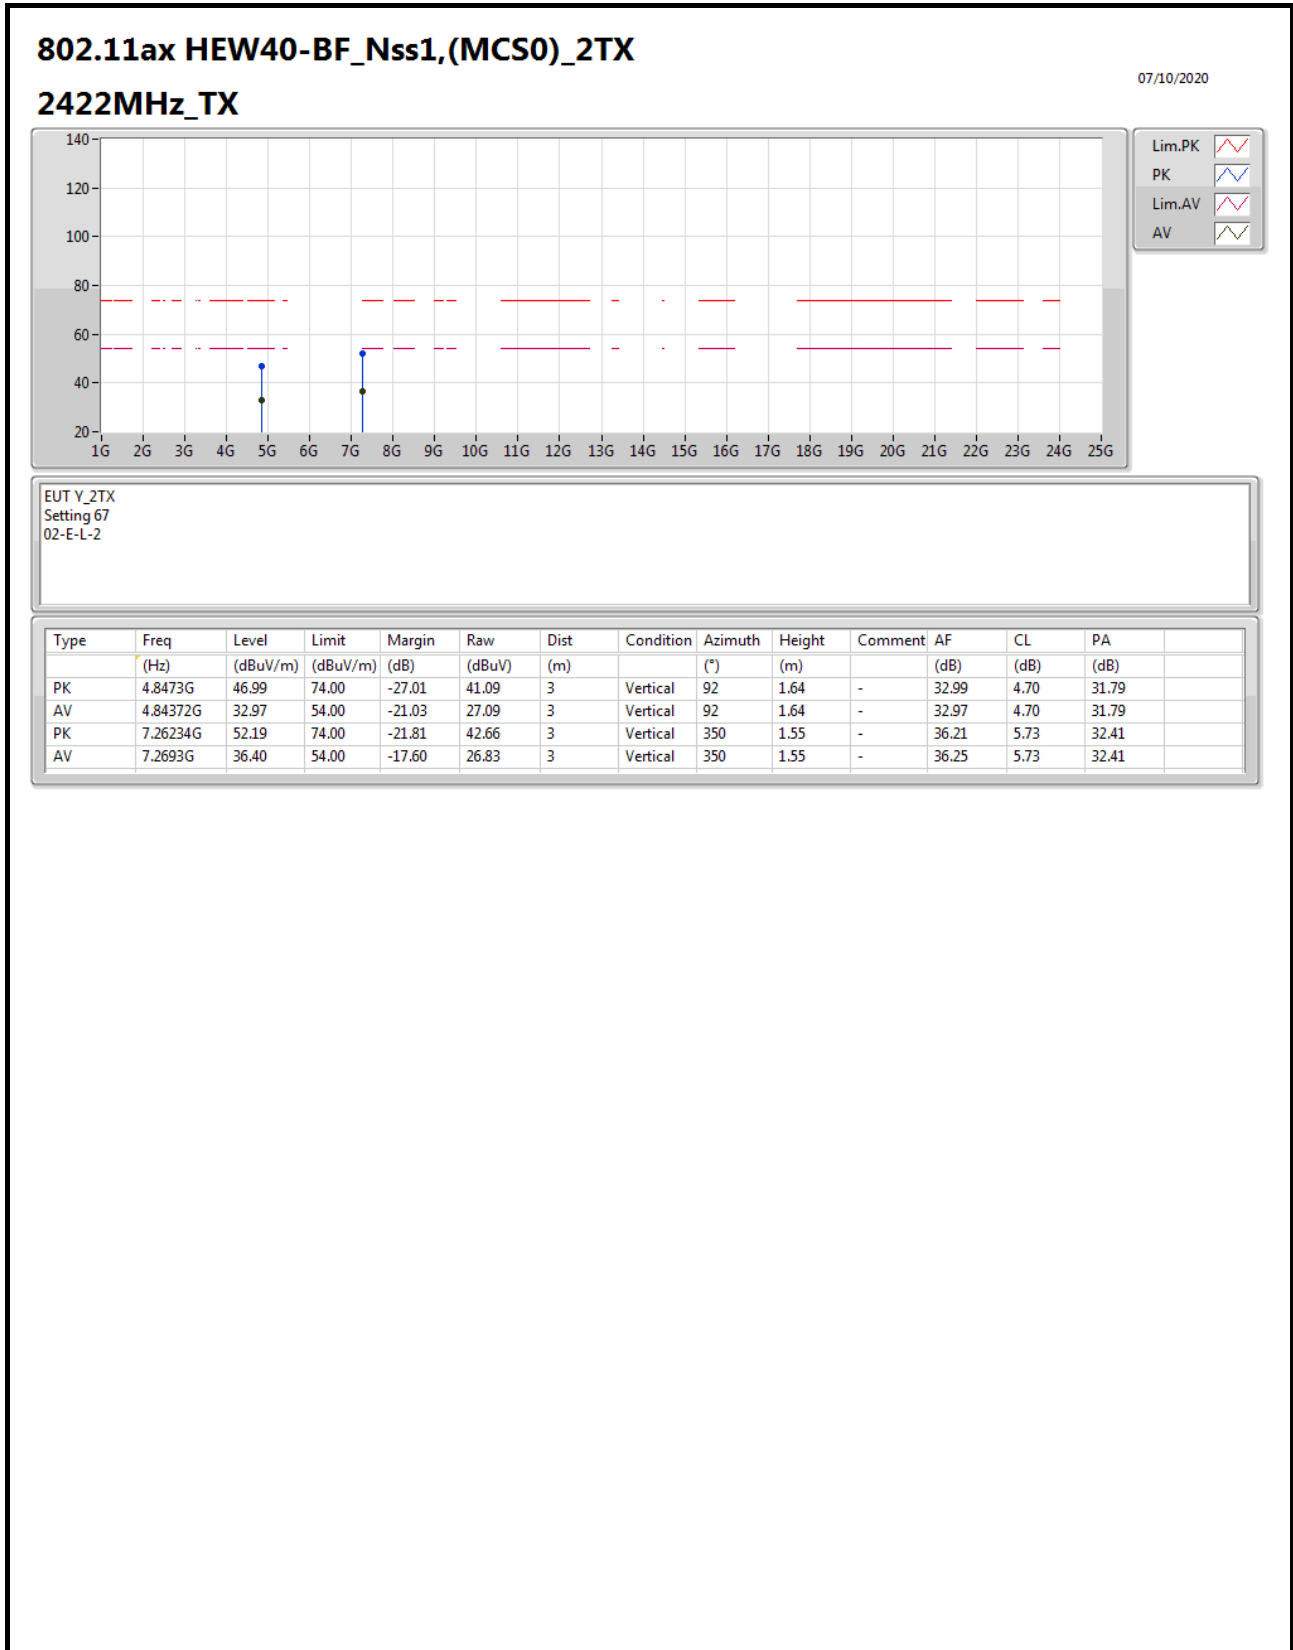 802.11ax HEW40-BF_Nss1,(MCS0)_2TX
07/10/2020
2422MHz_TX
140
120
100
80
60
40
20
1G 2G 3G 4G 5G 6G 7G 8G 9G 10G 11G 12G 13G 14G 15G 16G 17G 18G 19G 20G 21G 22G 23G 24G 25G
Lim.PK
PK
Lim.AV
AV
EUT Y_2TX
Setting 67
02-E-L-2
Type Freq Level Limit Margin Raw Dist Condition Azimuth Height Comment AF CL PA
(Hz) (dBuV/m) (dBuV/m) (dB) (dBuV) (m) (°) (m) (dB) (dB) (dB)
PK 4.8473G 46.99 74.00 -27.01 41.09 3 Vertical 92 1.64 - 32.99 4.70 31.79
AV 4.84372G 32.97 54.00 -21.03 27.09 3 Vertical 92 1.64 - 32.97 4.70 31.79
PK 7.26234G 52.19 74.00 -21.81 42.66 3 Vertical 350 1.55 - 36.21 5.73 32.41
AV 7.2693G 36.40 54.00 -17.60 26.83 3 Vertical 350 1.55 - 36.25 5.73 32.41